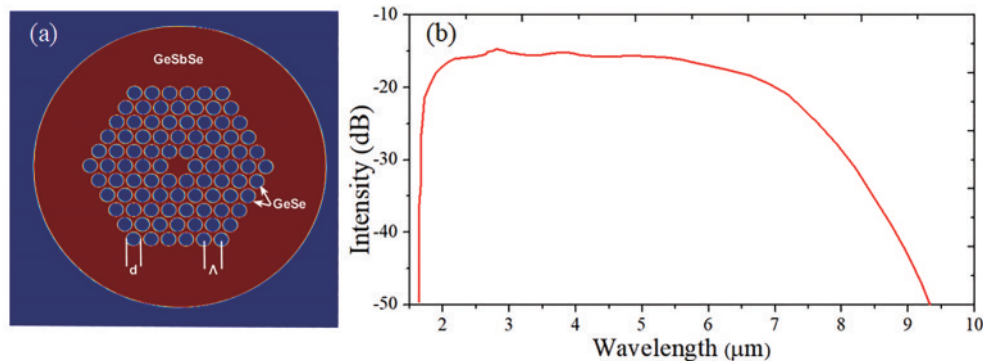 (a)
GeSbSe
GeSe
d
Λ
(b)
Intensity (dB)
-10
-20
-30
-40
-50
2 3 4 5 6 7 8 9 10
Wavelength (μm)